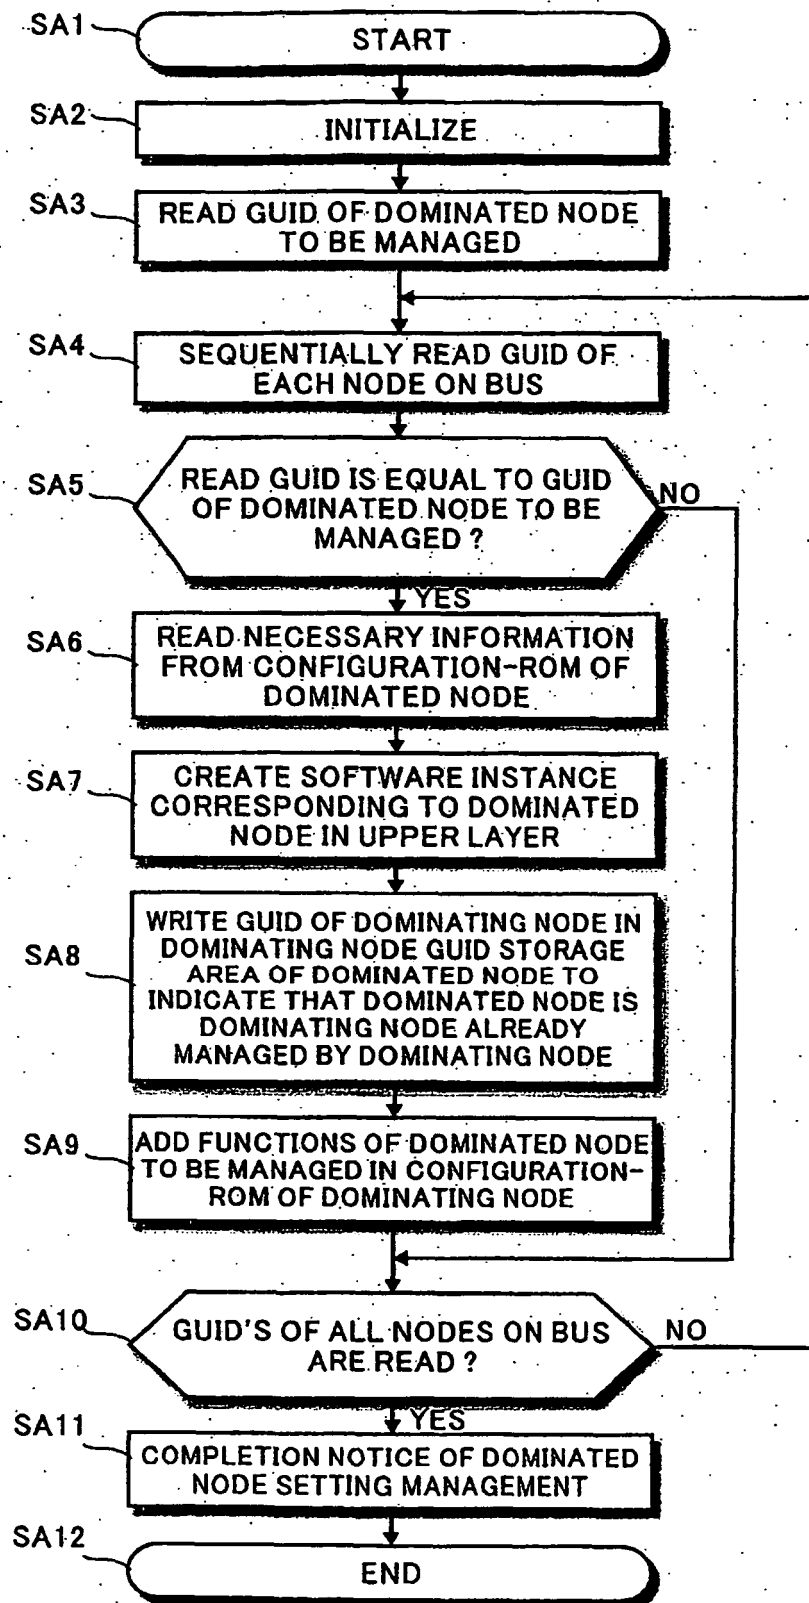 SA1
START
SA2
INITIALIZE
SA3
READ GUID OF DOMINATED NODE
TO BE MANAGED
SA4
SEQUENTIALLY READ GUID OF
EACH NODE ON BUS
SA5
READ GUID IS EQUAL TO GUID
OF DOMINATED NODE TO BE
MANAGED ?
NO
YES
SA6
READ NECESSARY INFORMATION
FROM CONFIGURATION-ROM OF
DOMINATED NODE
SA7
CREATE SOFTWARE INSTANCE
CORRESPONDING TO DOMINATED
NODE IN UPPER LAYER
SA8
WRITE GUID OF DOMINATING NODE IN
DOMINATING NODE GUID STORAGE
AREA OF DOMINATED NODE TO
INDICATE THAT DOMINATED NODE IS
DOMINATING NODE ALREADY
MANAGED BY DOMINATING NODE
SA9
ADD FUNCTIONS OF DOMINATED NODE
TO BE MANAGED IN CONFIGURATION-
ROM OF DOMINATING NODE
SA10
GUID'S OF ALL NODES ON BUS
ARE READ ?
NO
YES
SA11
COMPLETION NOTICE OF DOMINATED
NODE SETTING MANAGEMENT
SA12
END